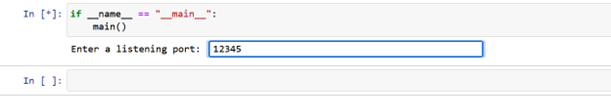 In [*]: if __name__ == "__main__":
    main()
Enter a listening port: 12345
In [ ]: